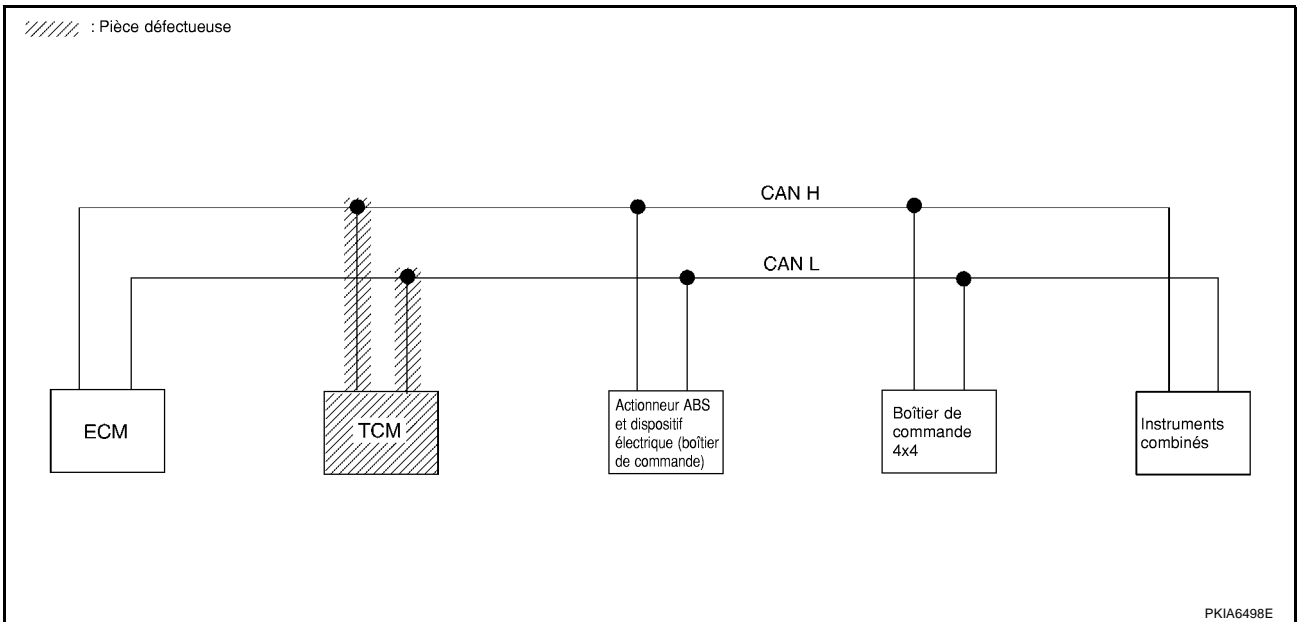 : Pièce défectueuse
CAN H
CAN L
ECM
TCM
Actionneur ABS
et dispositif
électrique (boîtier
de commande)
Boîtier de
commande
4x4
Instruments
combinés
PKIA6498E